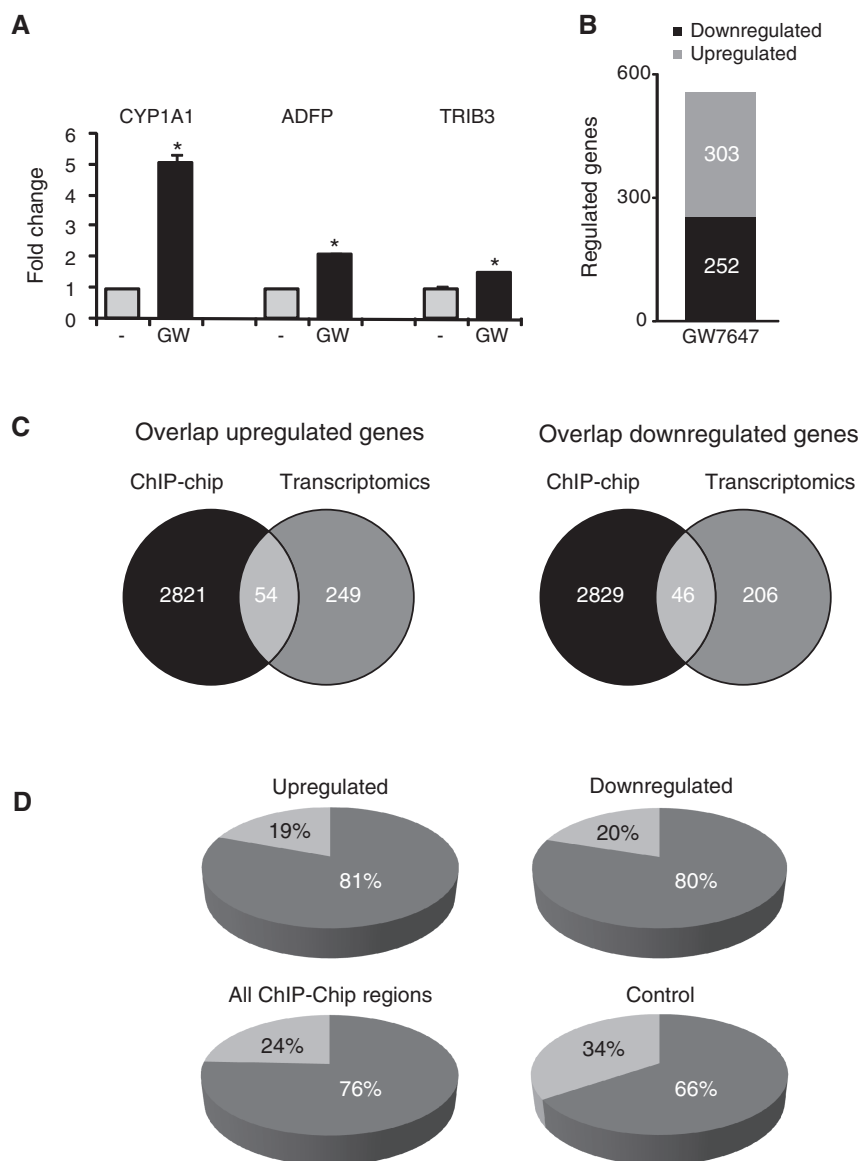 A
CYP1A1 ADFP TRIB3
Fold change
6
5
4
3
2
1
0
* * *
- GW - GW - GW
B
Downregulated
Upregulated
Regulated genes
600
300
0
303
252
GW7647
C
Overlap upregulated genes
ChIP-chip Transcriptomics
2821 54 249
Overlap downregulated genes
ChIP-chip Transcriptomics
2829 46 206
D
Upregulated
19%
81%
Downregulated
20%
80%
All ChIP-Chip regions
24%
76%
Control
34%
66%